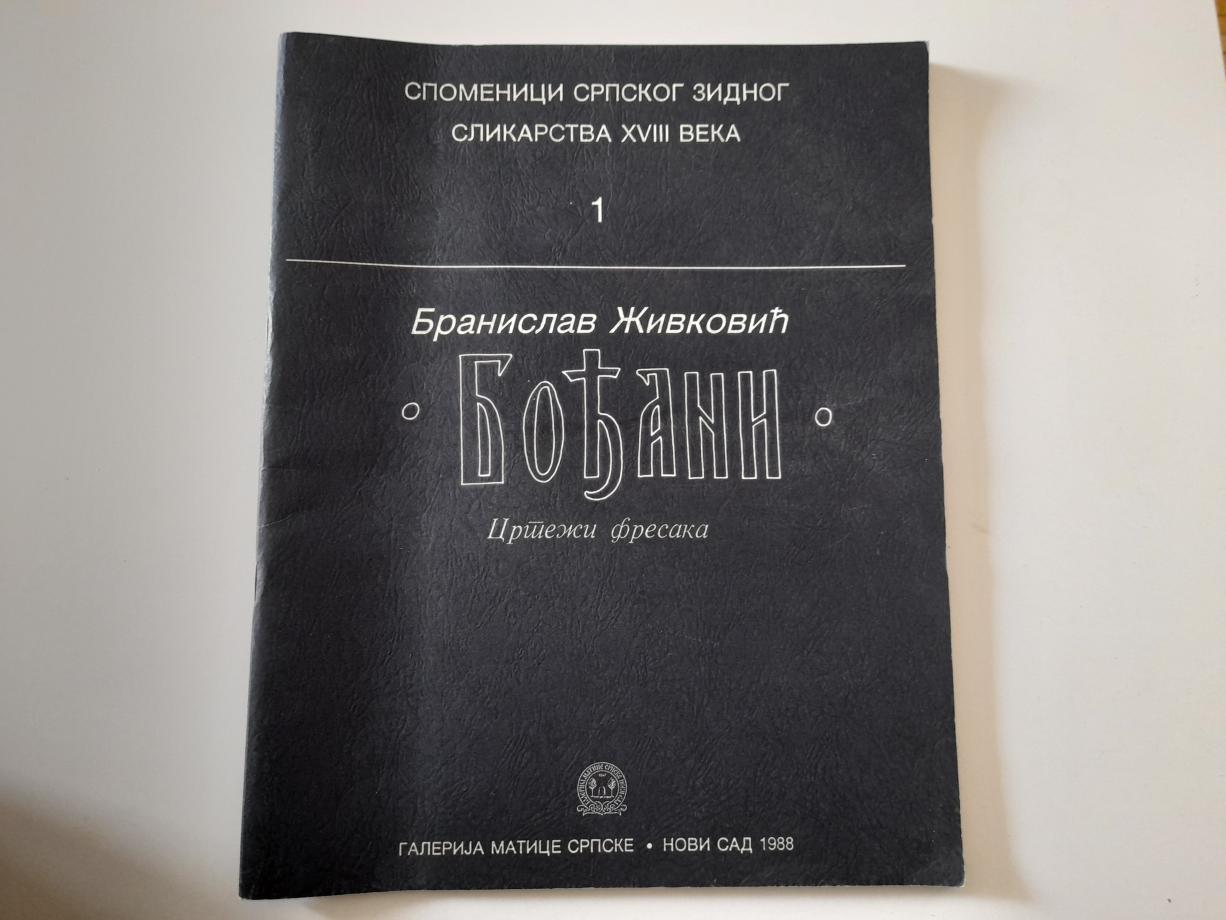 СПОМЕНИЦИ СРПСКОГ ЗИДНОГ
СЛИКАРСТВА XVIII ВЕКА
1
Бранислав Живковић
• БОЂАНИ •
Цртежи фресака
ГАЛЕРИЈА МАТИЦЕ СРПСКЕ • НОВИ САД 1988